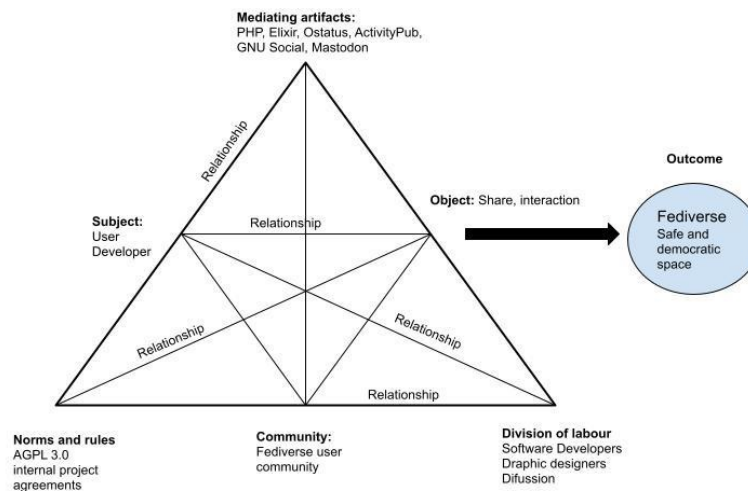 Mediating artifacts:
PHP, Elixir, Ostatus, ActivityPub,
GNU Social, Mastodon
Relationship
Outcome
Object: Share, interaction
Subject:
User
Developer
Relationship
Fediverse
Safe and
democratic
space
Relationship
Relationship
Relationship
Norms and rules
AGPL 3.0
internal project
agreements
Community:
Fediverse user
community
Division of labour
Software Developers
Draphic designers
Difussion